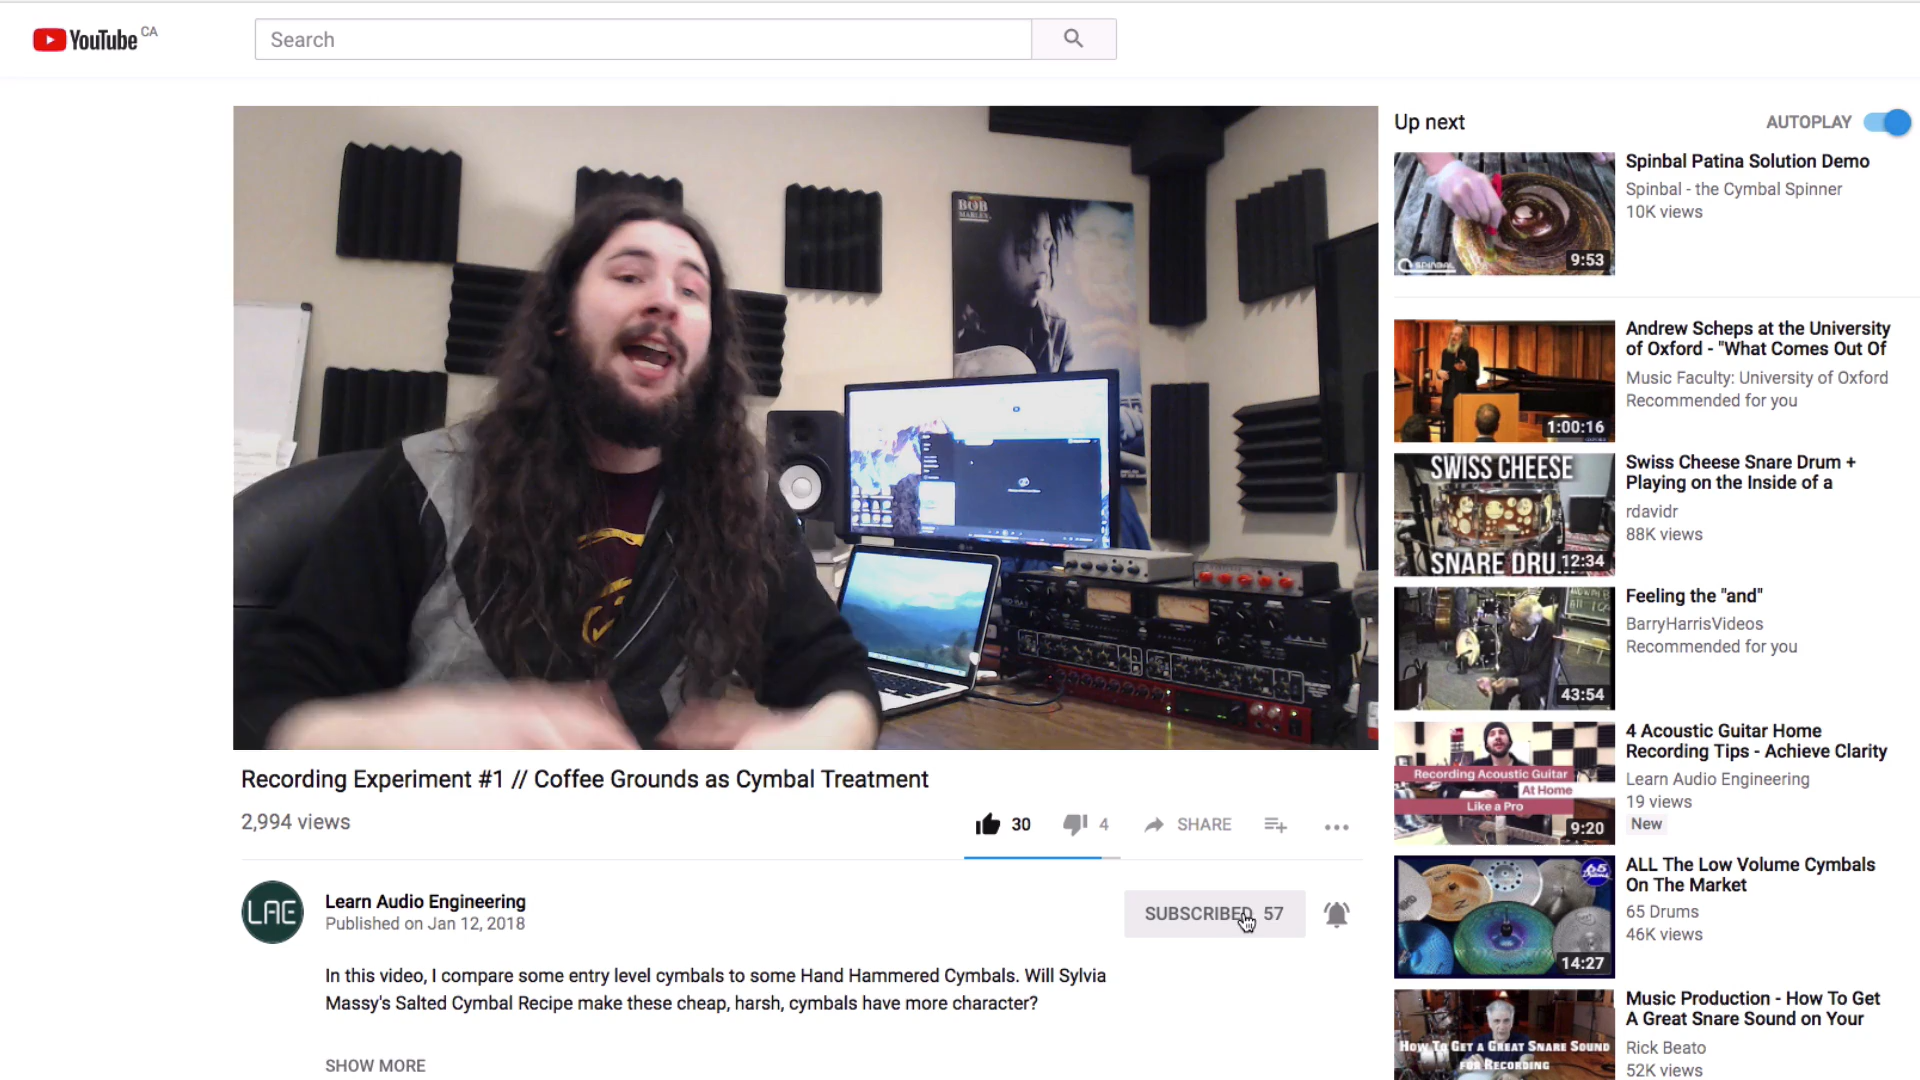 YouTube CA
Search
BOB
MARLEY
Recording Experiment #1 // Coffee Grounds as Cymbal Treatment
2,994 views
30
4
SHARE
LAE
Learn Audio Engineering
Published on Jan 12, 2018
SUBSCRIBED 57
In this video, I compare some entry level cymbals to some Hand Hammered Cymbals. Will Sylvia
Massy's Salted Cymbal Recipe make these cheap, harsh, cymbals have more character?
SHOW MORE
Up next
AUTOPLAY
SPINBAL
9:53
Spinbal Patina Solution Demo
Spinbal - the Cymbal Spinner
10K views
1:00:16
Andrew Scheps at the University
of Oxford - "What Comes Out Of
Music Faculty: University of Oxford
Recommended for you
SWISS CHEESE
SNARE DRU...
12:34
Swiss Cheese Snare Drum +
Playing on the Inside of a
rdavidr
88K views
43:54
Feeling the "and"
BarryHarrisVideos
Recommended for you
Recording Acoustic Guitar
At Home
Like a Pro
9:20
4 Acoustic Guitar Home
Recording Tips - Achieve Clarity
Learn Audio Engineering
19 views
New
65
Drums
14:27
ALL The Low Volume Cymbals
On The Market
65 Drums
46K views
How To Get a Great Snare Sound
for Recording
Music Production - How To Get
A Great Snare Sound on Your
Rick Beato
52K views